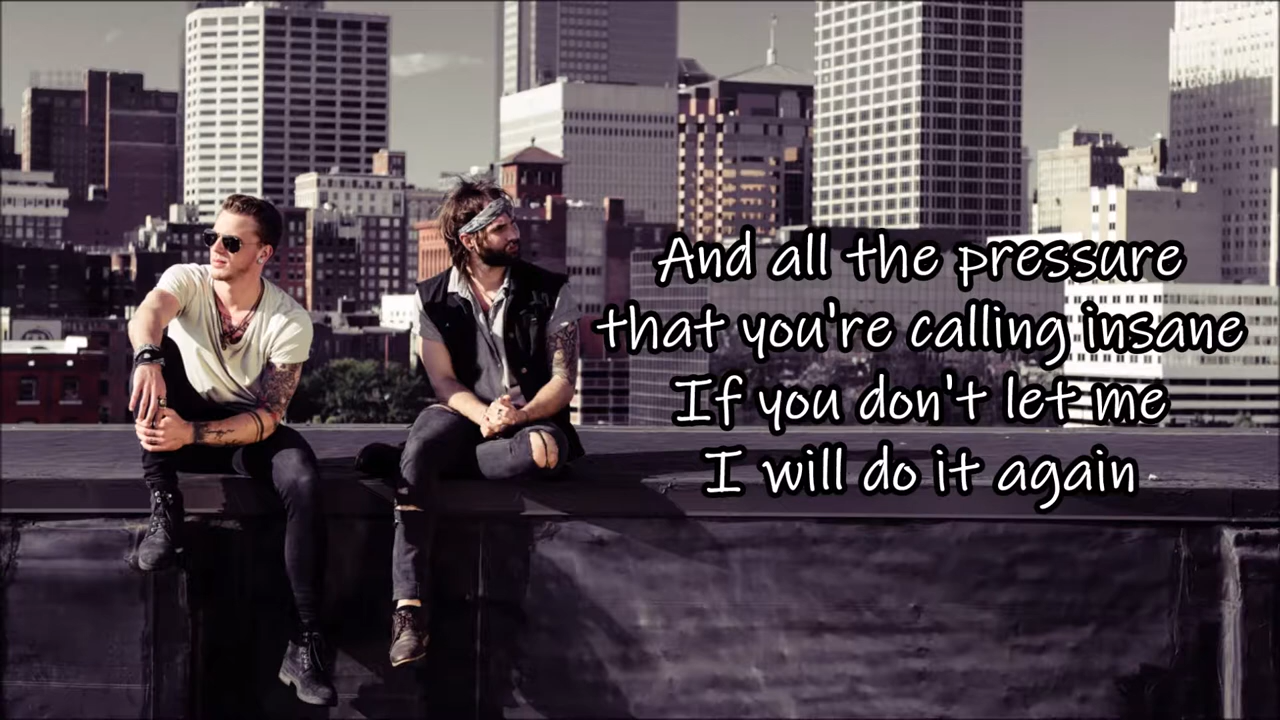 And all the pressure
that you're calling insane
If you don't let me
I will do it again